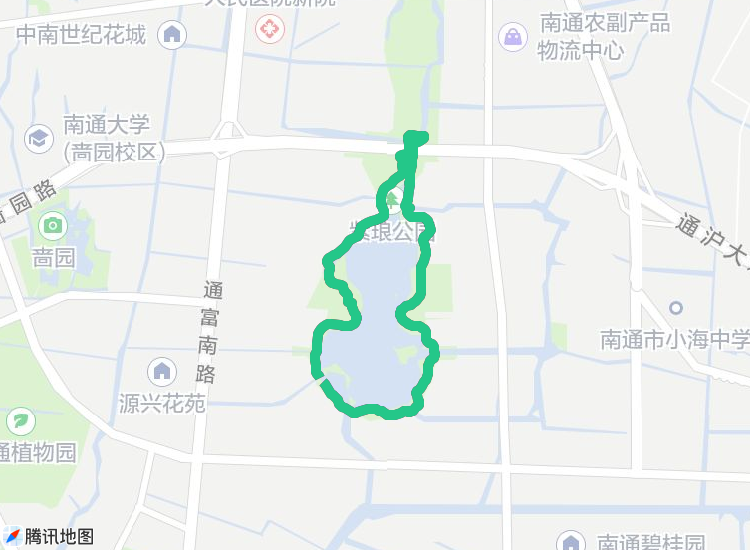 人民医院新院
中南世纪花城
南通农副产品
物流中心
南通大学
(啬园校区)
啬园路
通沪大
紫琅公园
啬园
通富南路
南通市小海中学
源兴花苑
通植物园
腾讯地图
南通碧桂园